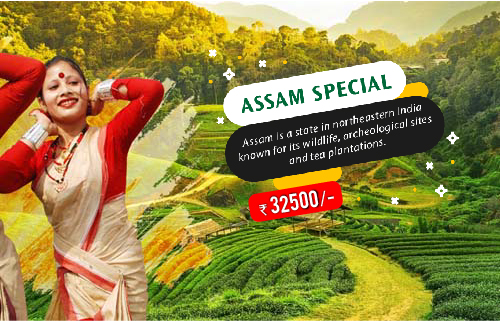 ASSAM SPECIAL
Assam is a state in northeastern India
known for its wildlife, archeological sites
and tea plantations.
₹ 32500/-